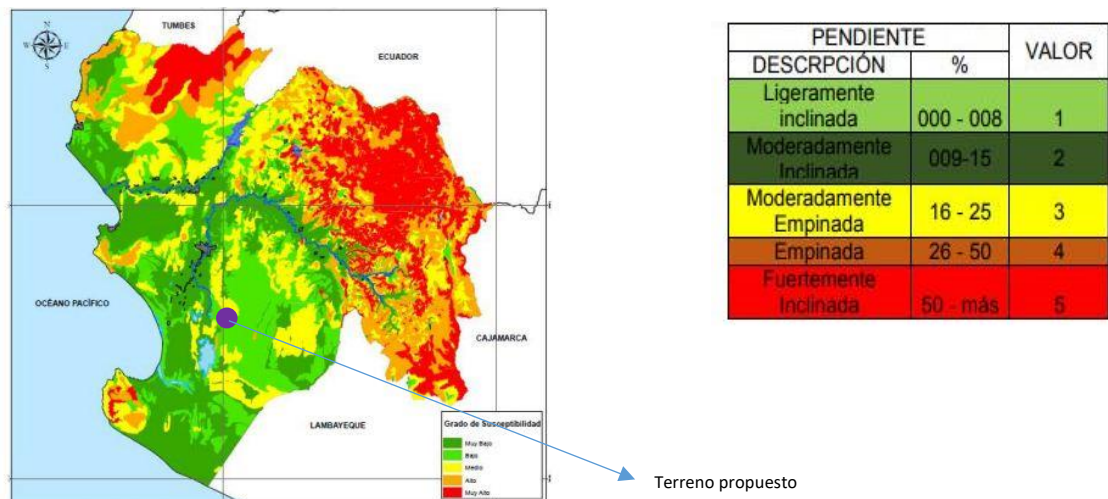 N
W E
S
TUMBES
ECUADOR
OCÉANO PACÍFICO
CAJAMARCA
LAMBAYEQUE
Grado de Susceptibilidad
Muy Bajo
Bajo
Medio
Alto
Muy Alto
Terreno propuesto
PENDIENTE VALOR
DESCRPCIÓN %
Ligeramente
inclinada 000 - 008 1
Moderadamente
Inclinada 009-15 2
Moderadamente
Empinada 16 - 25 3
Empinada 26 - 50 4
Fuertemente
Inclinada 50 - más 5